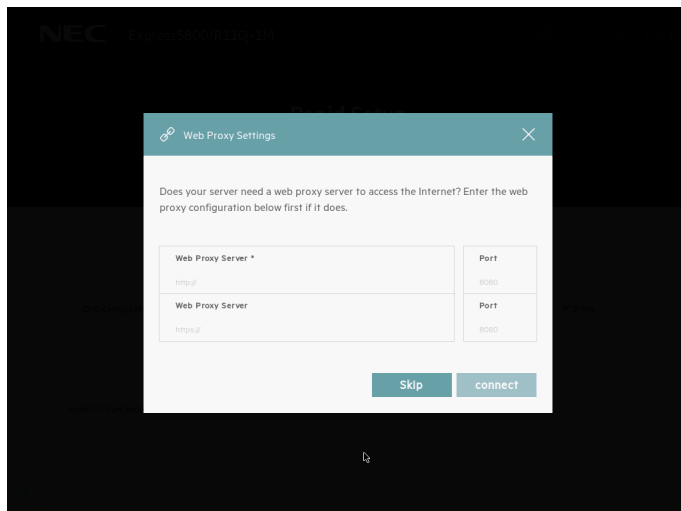 NEC Express5800/R110j-1M
Rapid Setup
Web Proxy Settings
Does your server need a web proxy server to access the Internet? Enter the web
proxy configuration below first if it does.
Web Proxy Server * Port
http:// 8080
Web Proxy Server Port
https:// 8080
Skip connect